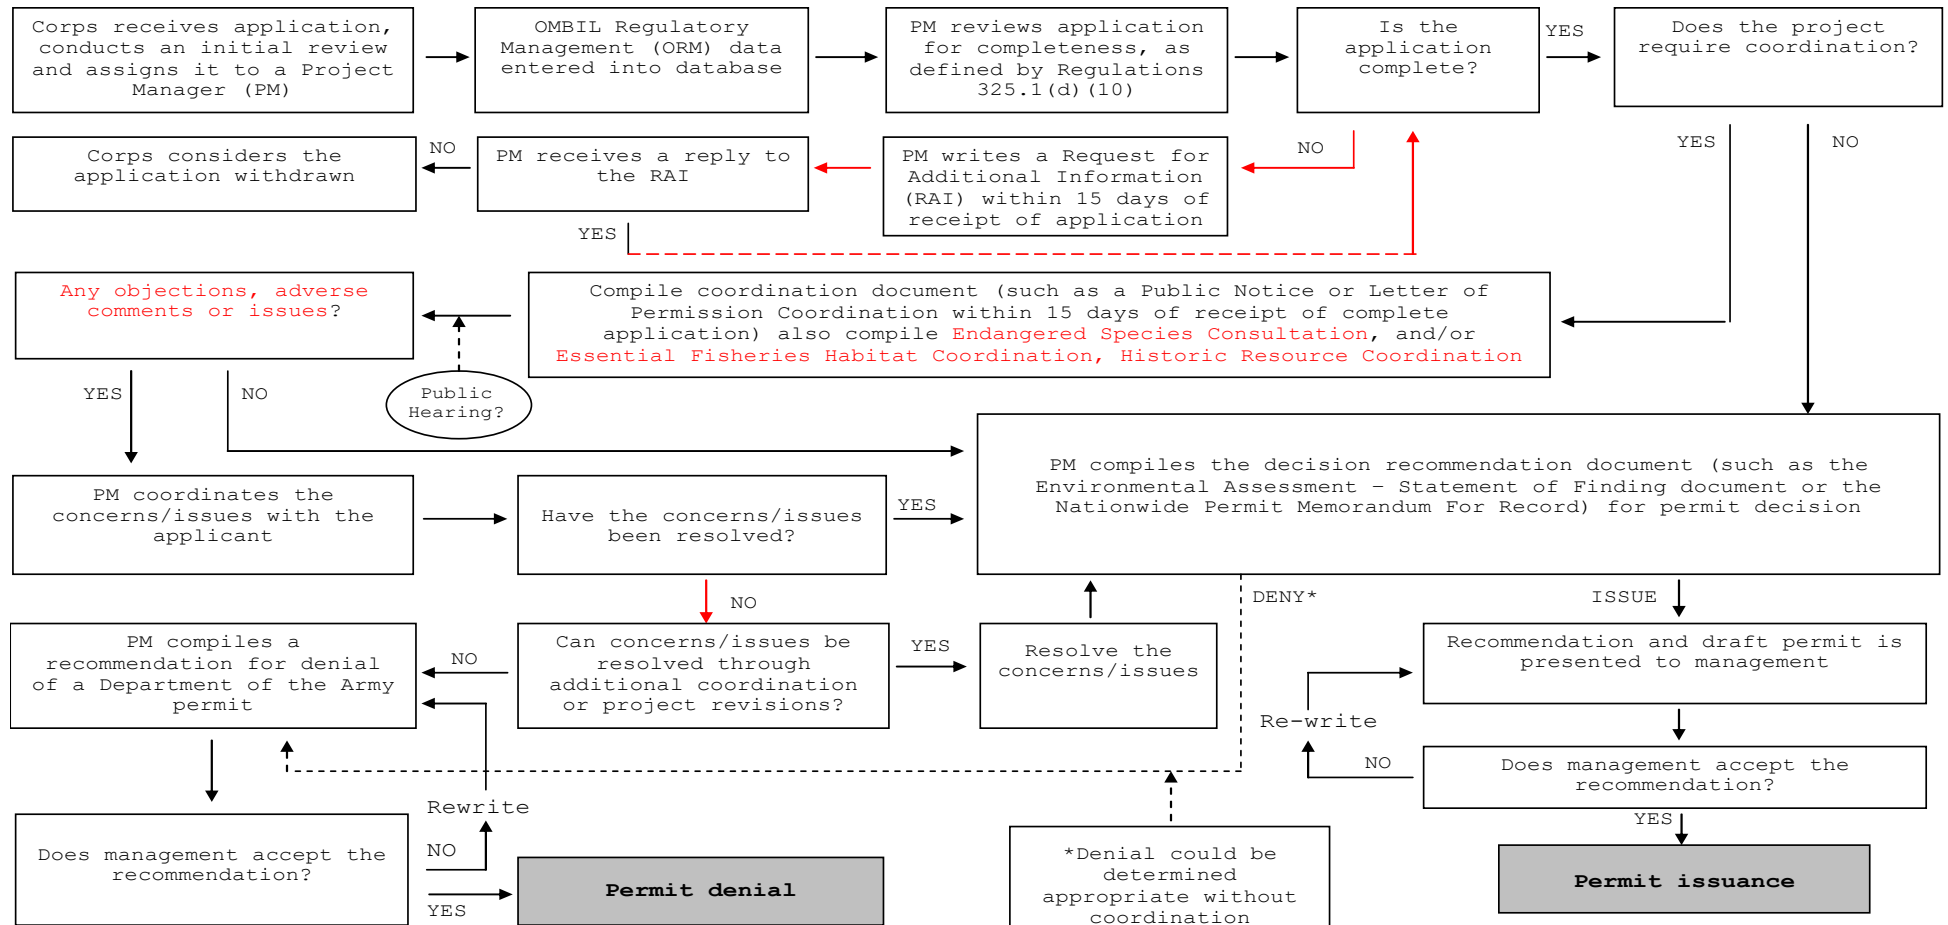 Corps receives application,
conducts an initial review
and assigns it to a Project
Manager (PM)
OMBIL Regulatory
Management (ORM) data
entered into database
PM reviews application
for completeness, as
defined by Regulations
325.1(d)(10)
Is the
application
complete?
YES
Does the project
require coordination?
Corps considers the
application withdrawn
NO
PM receives a reply to
the RAI
PM writes a Request for
Additional Information
(RAI) within 15 days of
receipt of application
NO
YES
NO
YES
Any objections, adverse
comments or issues?
Compile coordination document (such as a Public Notice or Letter of
Permission Coordination within 15 days of receipt of complete
application) also compile Endangered Species Consultation, and/or
Essential Fisheries Habitat Coordination, Historic Resource Coordination
YES
NO
Public
Hearing?
PM compiles the decision recommendation document (such as the
Environmental Assessment – Statement of Finding document or the
Nationwide Permit Memorandum For Record) for permit decision
PM coordinates the
concerns/issues with the
applicant
Have the concerns/issues
been resolved?
YES
NO
DENY*
ISSUE
PM compiles a
recommendation for denial
of a Department of the Army
permit
NO
Can concerns/issues be
resolved through
additional coordination
or project revisions?
YES
Resolve the
concerns/issues
Recommendation and draft permit is
presented to management
Re-write
NO
Does management accept the
recommendation?
YES
Rewrite
Does management accept the
recommendation?
NO
YES
Permit denial
*Denial could be
determined
appropriate without
coordination
Permit issuance